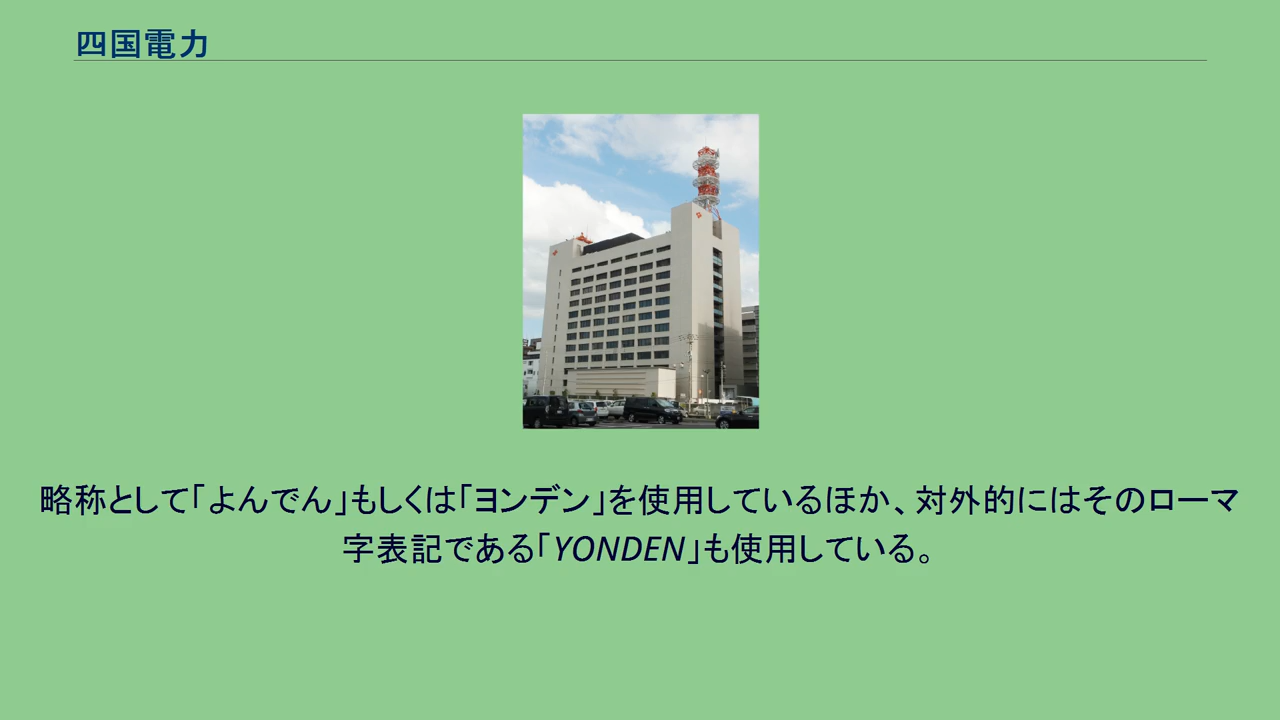 四国電力
略称として「よんでん」もしくは「ヨンデン」を使用しているほか、対外的にはそのローマ
字表記である「YONDEN」も使用している。